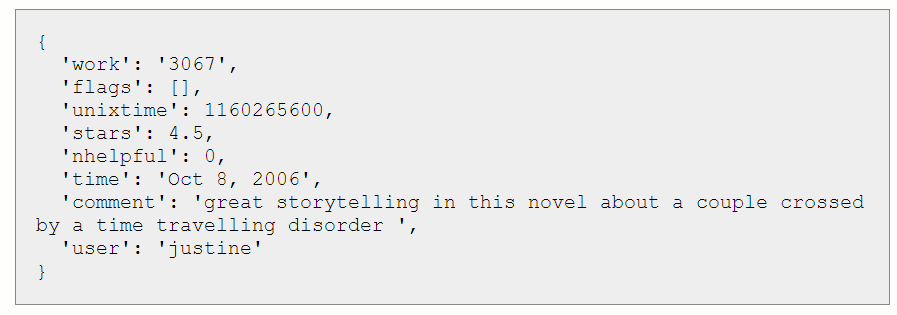 {
  'work': '3067',
  'flags': [],
  'unixtime': 1160265600,
  'stars': 4.5,
  'nhelpful': 0,
  'time': 'Oct 8, 2006',
  'comment': 'great storytelling in this novel about a couple crossed
by a time travelling disorder ',
  'user': 'justine'
}